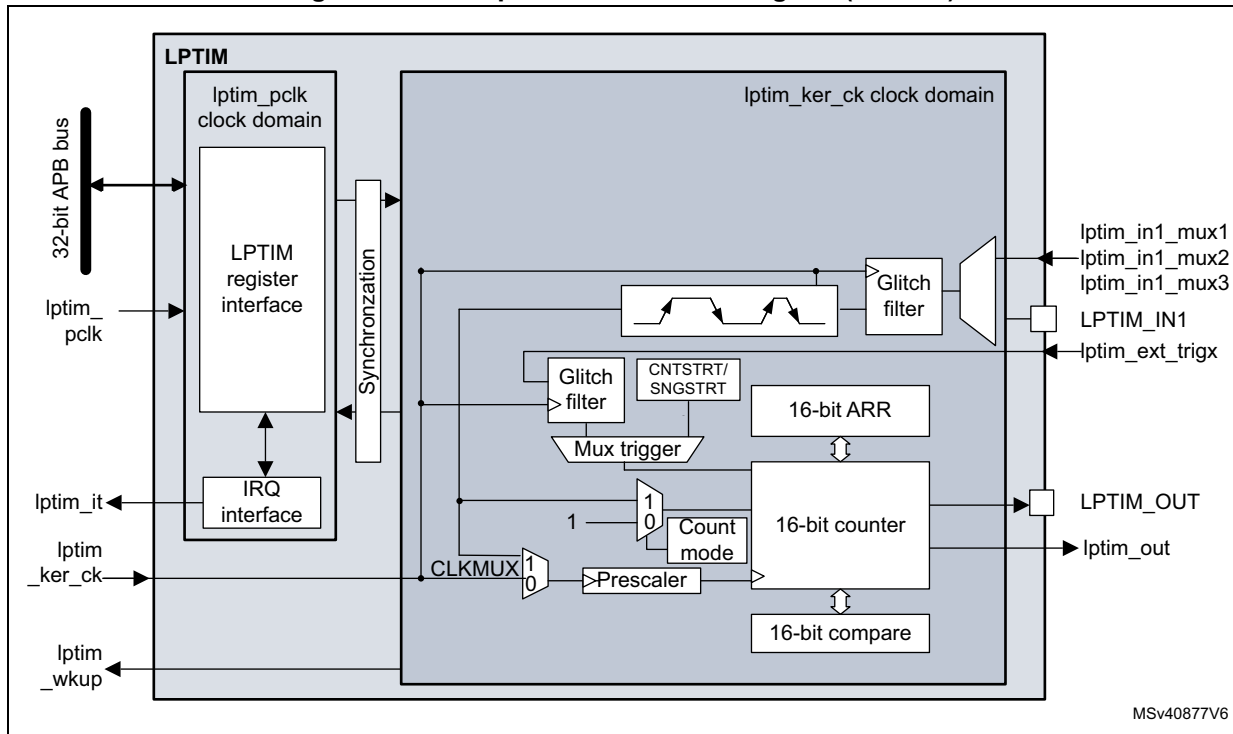 LPTIM
lptim_pclk
clock domain
lptim_ker_ck clock domain
32-bit APB bus
LPTIM
register
interface
Synchronzation
lptim_
pclk
lptim_in1_mux1
lptim_in1_mux2
lptim_in1_mux3
Glitch
filter
LPTIM_IN1
lptim_ext_trigx
Glitch
filter
CNTSTRT/
SNGSTRT
16-bit ARR
Mux trigger
IRQ
interface
lptim_it
1
0
1
Count
mode
16-bit counter
LPTIM_OUT
lptim_out
lptim
_ker_ck
CLKMUX
1
0
Prescaler
16-bit compare
lptim
_wkup
MSv40877V6